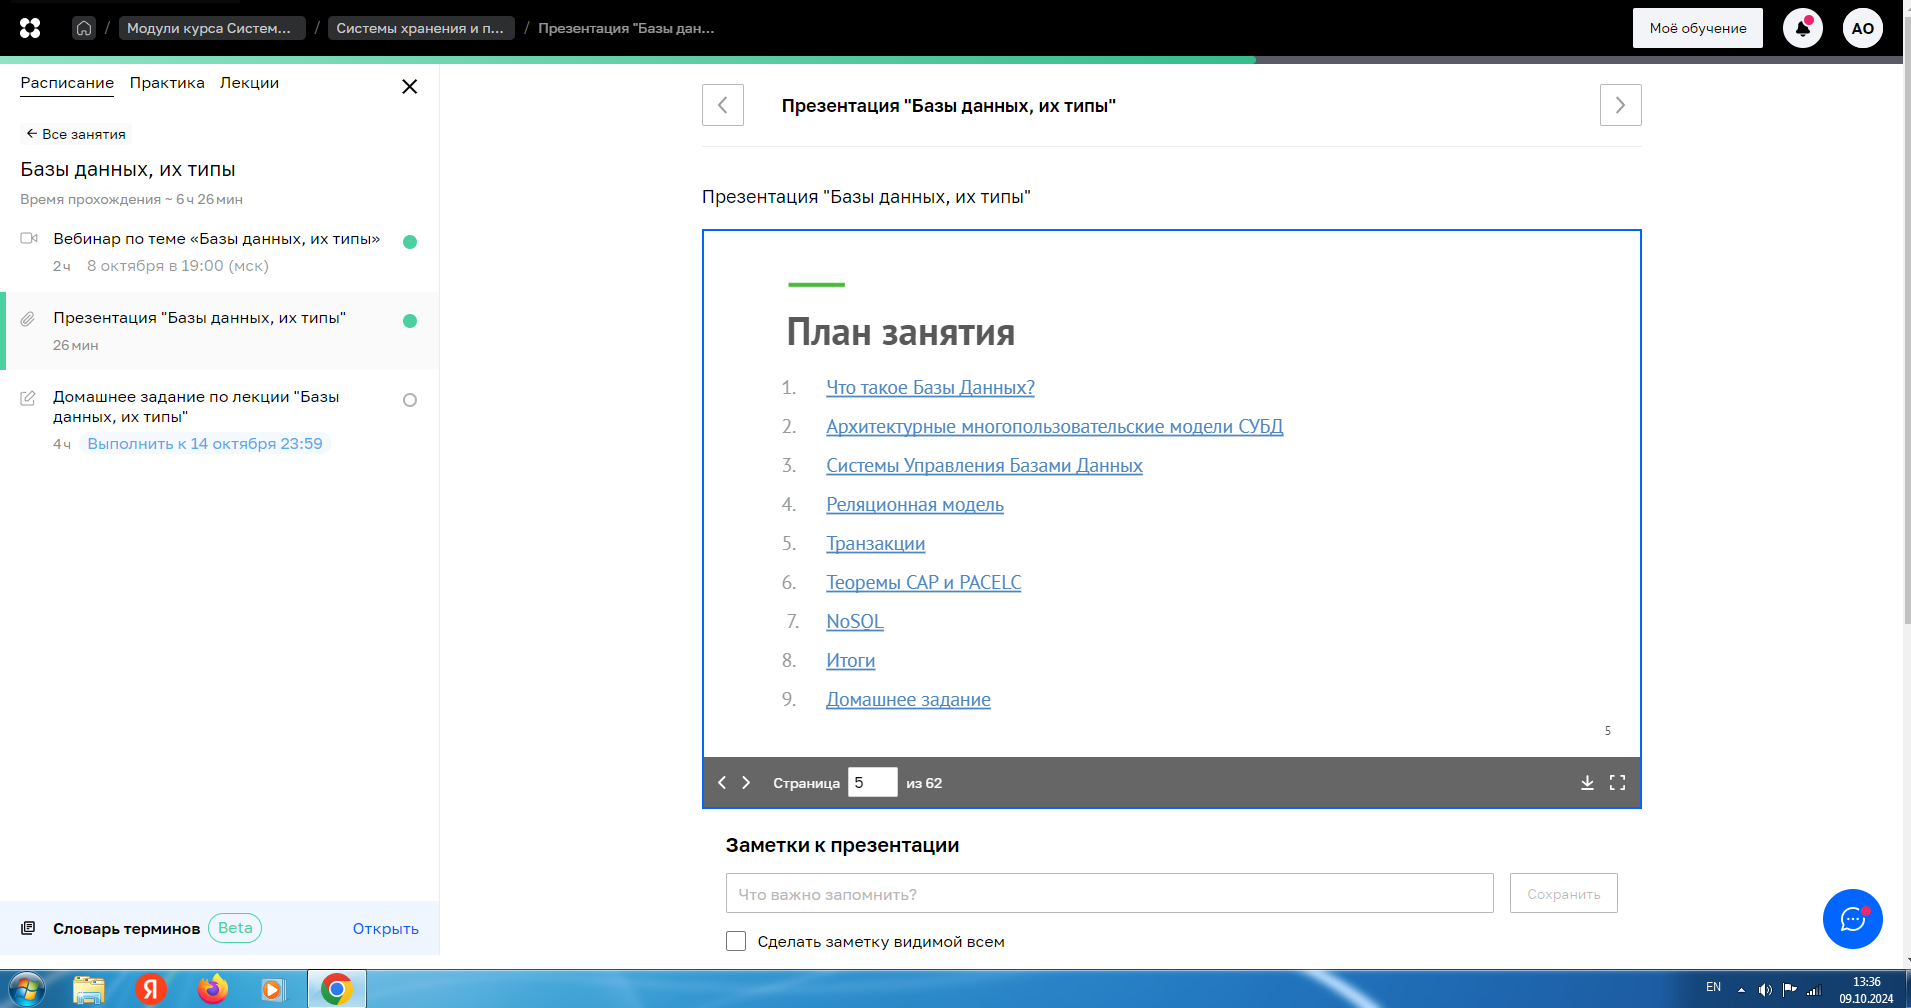 Модули курса Систем...
/
Системы хранения и п...
/
Презентация "Базы дан...
Моё обучение
АО
Расписание Практика Лекции
← Все занятия
Базы данных, их типы
Время прохождения ~ 6 ч 26 мин
Вебинар по теме «Базы данных, их типы»
2 ч 8 октября в 19:00 (мск)
Презентация "Базы данных, их типы"
26 мин
Домашнее задание по лекции "Базы
данных, их типы"
4 ч Выполнить к 14 октября 23:59
Словарь терминов Beta Открыть
Презентация "Базы данных, их типы"
Презентация "Базы данных, их типы"
План занятия
1. Что такое Базы Данных?
2. Архитектурные многопользовательские модели СУБД
3. Системы Управления Базами Данных
4. Реляционная модель
5. Транзакции
6. Теоремы CAP и PACELC
7. NoSQL
8. Итоги
9. Домашнее задание
5
Страница 5 из 62
Заметки к презентации
Что важно запомнить?
Сохранить
Сделать заметку видимой всем
Я
EN
13:36
09.10.2024